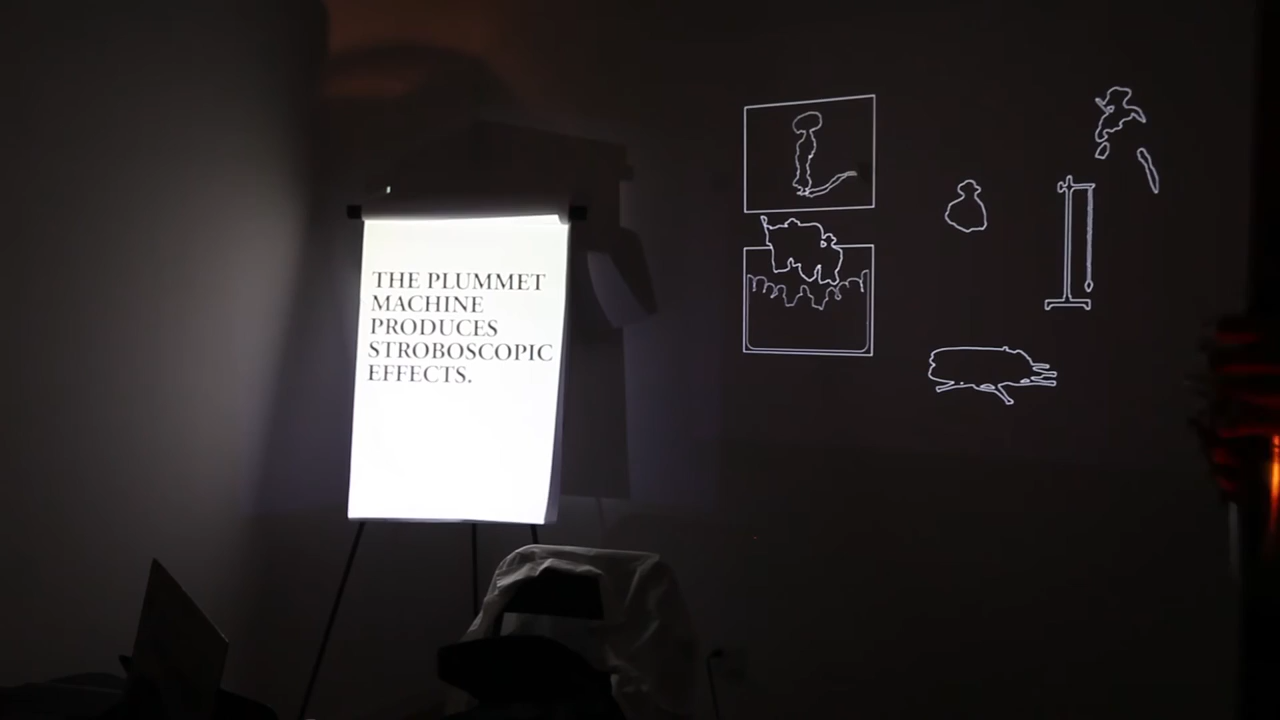 THE PLUMMET
MACHINE
PRODUCES
STROBOSCOPIC
EFFECTS.